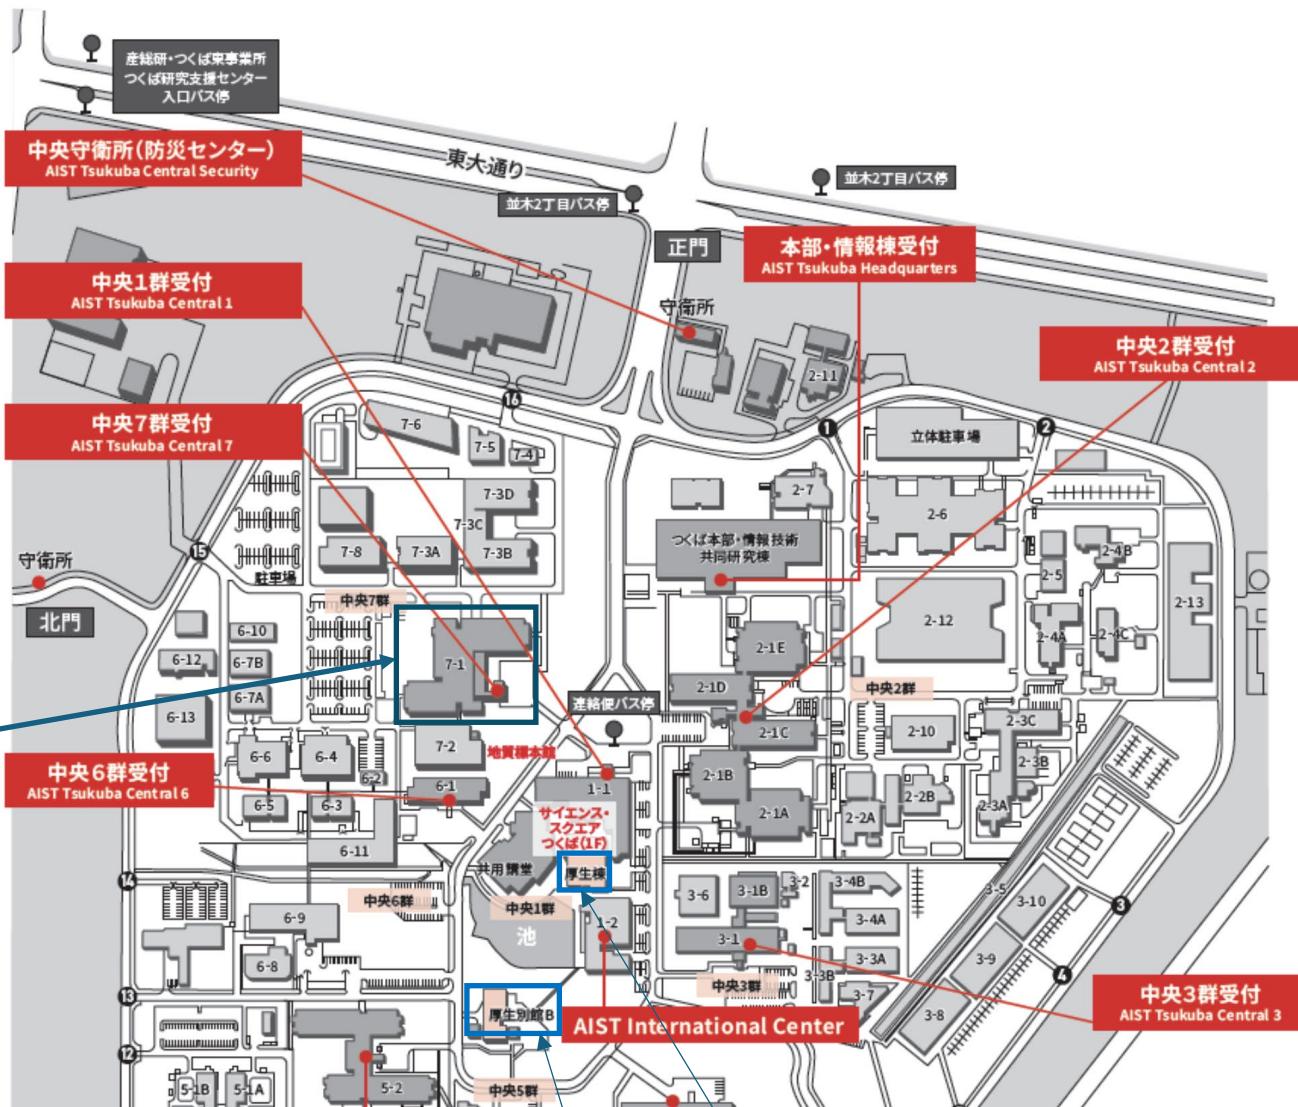 産総研・つくば東事業所
つくば研究支援センター
入口バス停
中央守衛所(防災センター)
AIST Tsukuba Central Security
東大通り
並木2丁目バス停
並木2丁目バス停
正門
本部・情報棟受付
AIST Tsukuba Headquarters
中央1群受付
AIST Tsukuba Central 1
守衛所
中央2群受付
AIST Tsukuba Central 2
2-11
16
1
2
中央7群受付
AIST Tsukuba Central 7
7-6
7-5
7-4
立体駐車場
7-3D
2-7
2-6
7-3C
つくば本部・情報技術
共同研究棟
15
7-8
7-3A
7-3B
2-4B
守衛所
駐車場
2-5
中央7群
2-13
北門
6-10
2-12
2-4A
2-4C
6-12
6-7B
7-1
2-1E
6-7A
2-1D
中央2群
連絡便バス停
6-13
2-1C
2-10
2-3C
7-2
地質標本館
6-6
6-4
2-3B
中央6群受付
AIST Tsukuba Central 6
6-2
6-1
1-1
2-1B
2-2B
6-5
6-3
サイエンス・
スクエア
つくば(1F)
2-1A
2-2A
2-3A
6-11
共用講堂
厚生棟
14
3-6
3-1B
3-2
3-4B
3-5
3-10
3
中央6群
中央1群
6-9
1-2
3-4A
池
3-1
6-8
3-3A
3-9
4
3-3B
中央3群
13
3-7
中央3群受付
AIST Tsukuba Central 3
厚生別館B
AIST International Center
3-8
12
5-1B
5-1A
5-2
中央5群